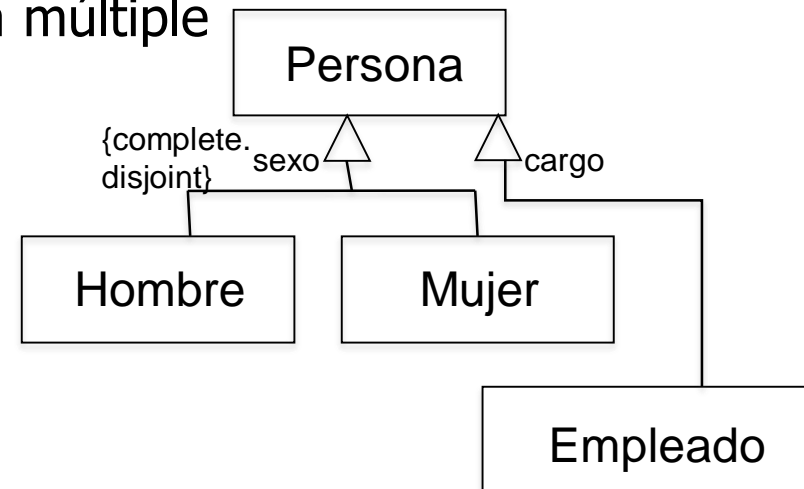 múltiple
Persona
{complete.
disjoint}
sexo
cargo
Hombre
Mujer
Empleado